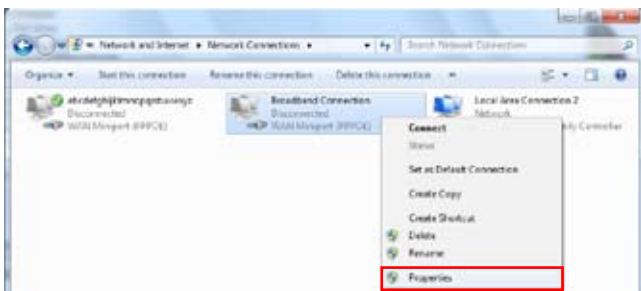 Network and Internet ▸ Network Connections ▸
Search Network Connection
Organize ▾ Start this connection Rename this connection Delete this connection »
Disconnected
WAN Miniport (PPPOE)
Broadband Connection
Disconnected
WAN Miniport (PPPOE)
Local Area Connection 2
Network
ly Controller
Connect
Status
Set as Default Connection
Create Copy
Create Shortcut
Delete
Rename
Properties